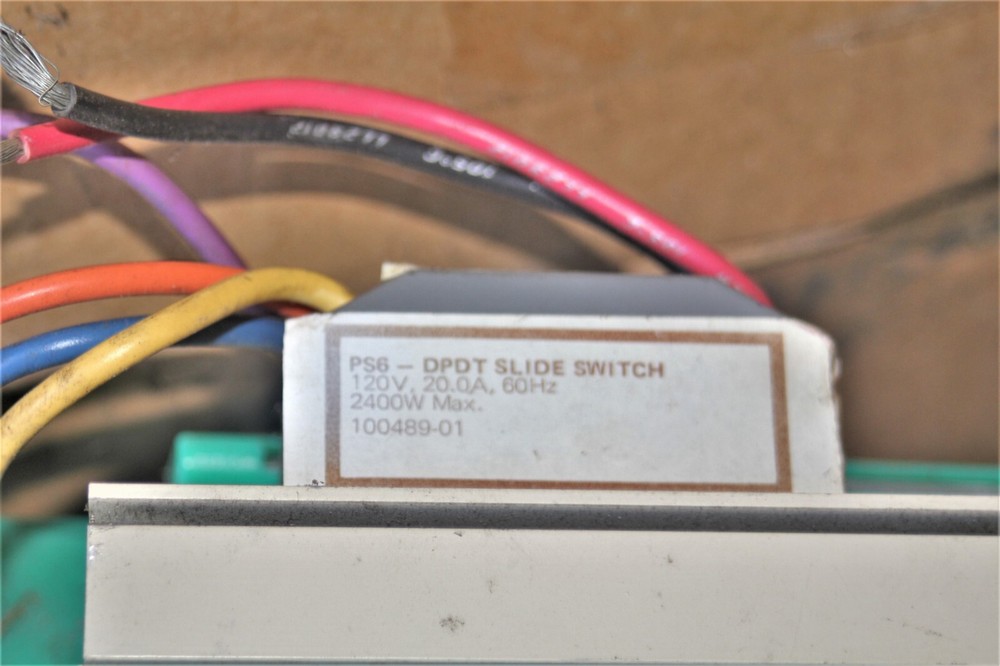 PS6 – DPDT SLIDE SWITCH
120V, 20.0A, 60Hz
2400W Max.
100489-01